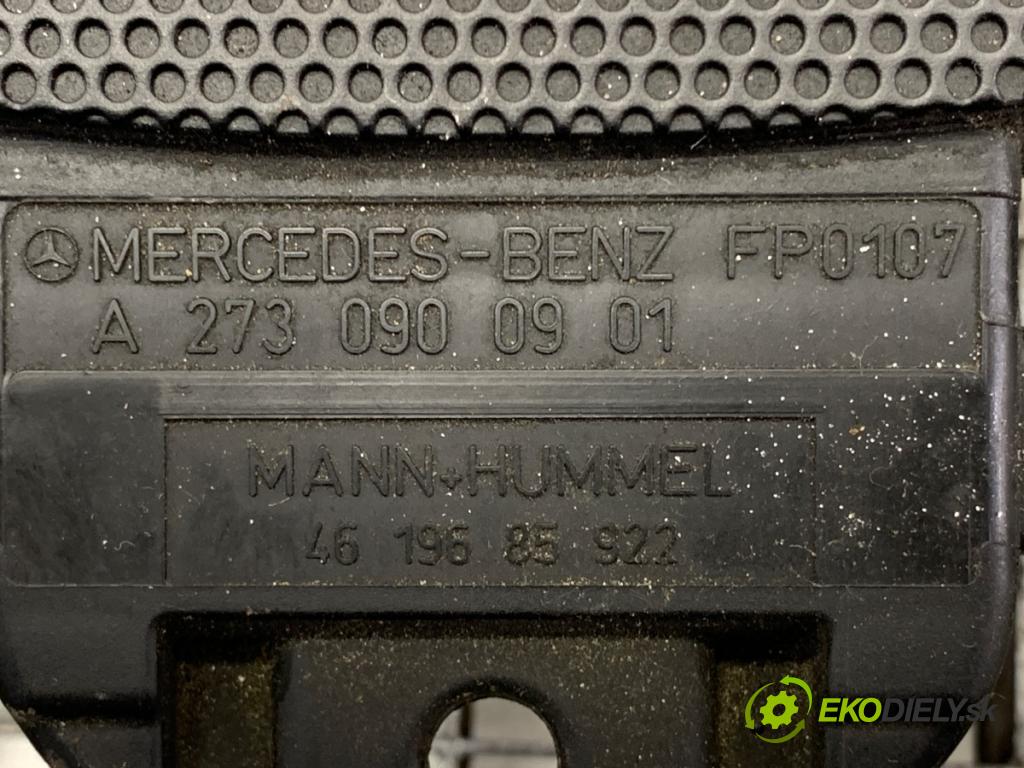 MERCEDES-BENZ FP0107
A 273 090 09 01
MANN+HUMMEL
46 196 85 922
EKODIELY.sk